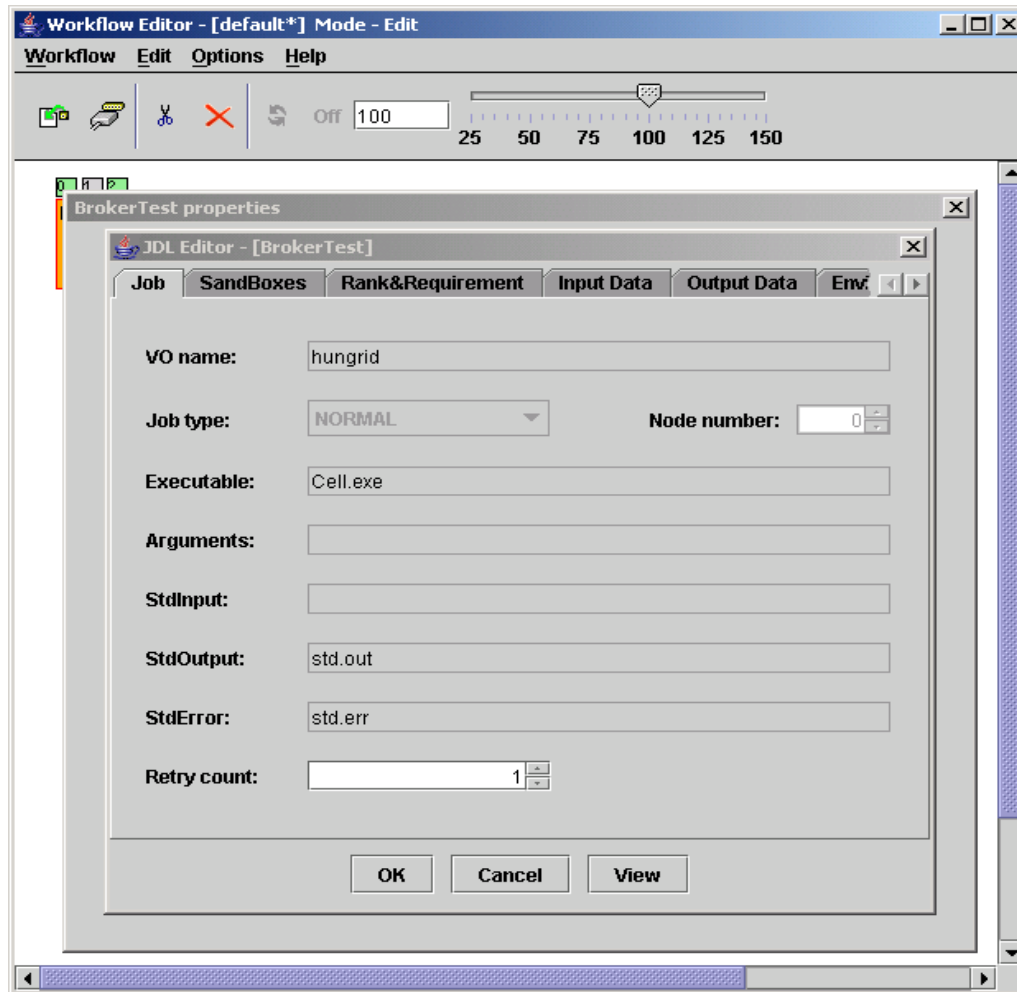 Workflow Editor - [default*] Mode - Edit
Workflow Edit Options Help
Off 100
25 50 75 100 125 150
0 1 2
BrokerTest properties
JDL Editor - [BrokerTest]
Job SandBoxes Rank&Requirement Input Data Output Data
VO name: hungrid
Job type: NORMAL Node number: 0
Executable: Cell.exe
Arguments:
StdInput:
StdOutput: std.out
StdError: std.err
Retry count: 1
OK Cancel View